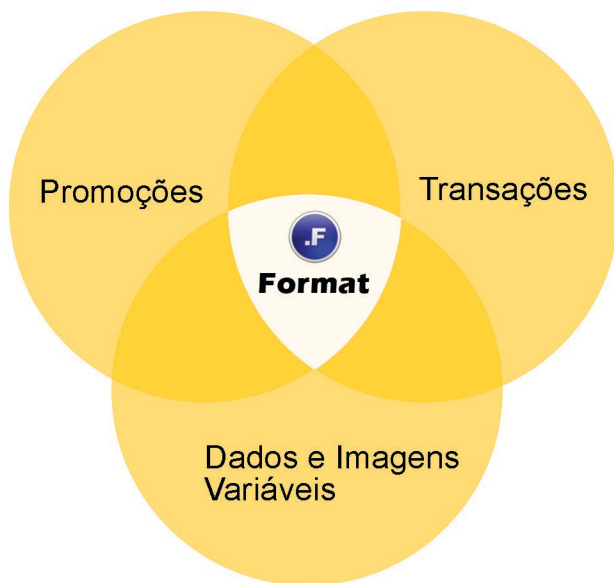 Promoções
Transações
.F
Format
Dados e Imagens
Variáveis